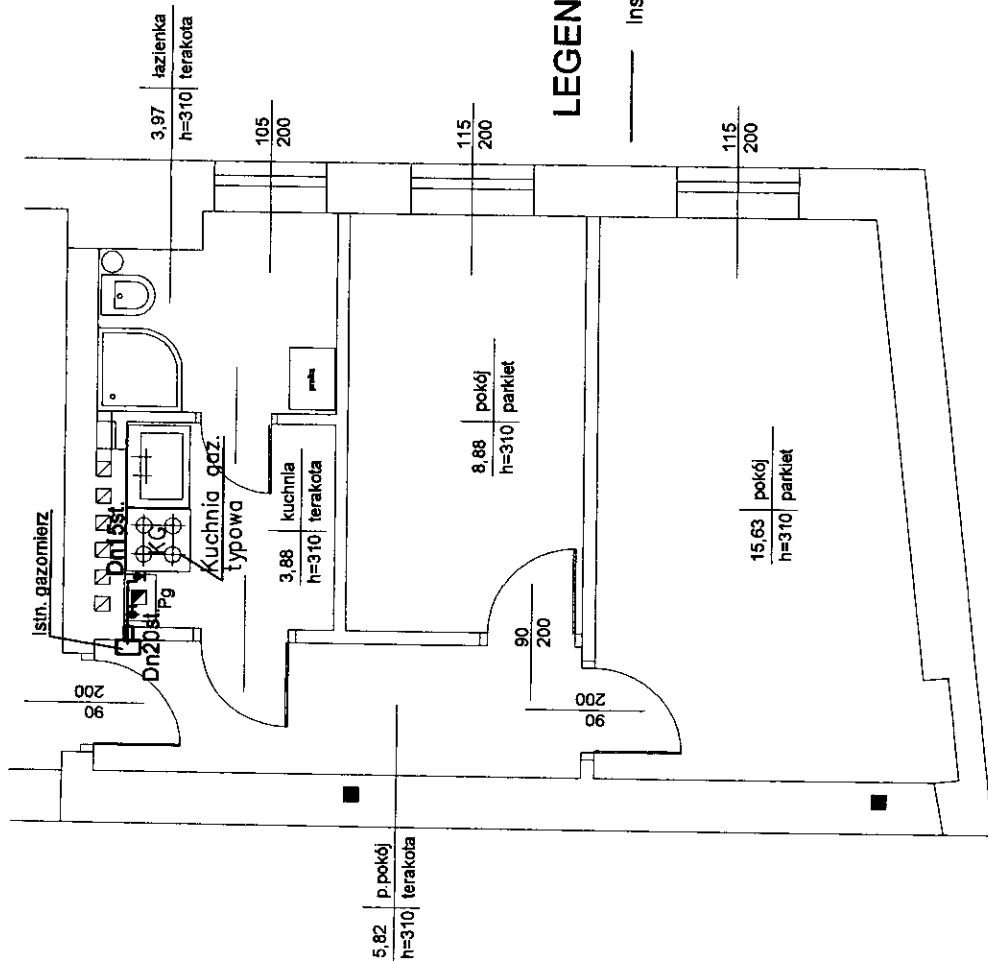 3,97 łazienka
h=310 terakota
105
200
115
200
LEGEN
Ins
115
200
Istn. gazomierz
Dn15st.
KG
Kuchnia gaz.
typowa
Pg
Dn20st.
3,88 kuchnia
h=310 terakota
pralka
8,88 pokój
h=310 parkiet
15,63 pokój
h=310 parkiet
90
200
90
200
90
200
5,82 p.pokój
h=310 terakota